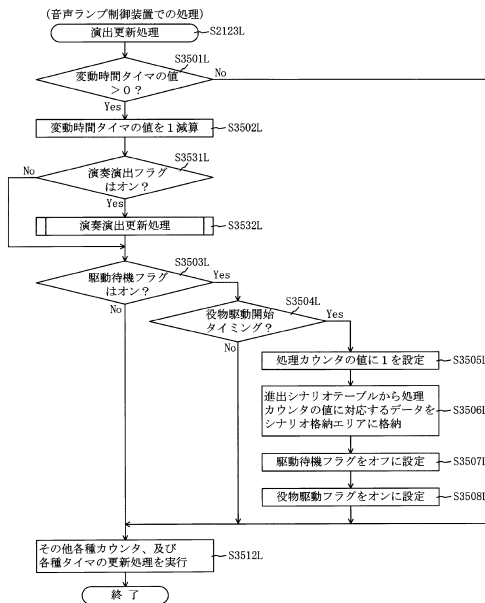 (音声ランプ制御装置での処理)
演出更新処理
S2123L
S3501L
変動時間タイマの値
>0?
No
Yes
変動時間タイマの値を1減算
S3502L
S3531L
No
演奏演出フラグ
はオン?
Yes
演奏演出更新処理
S3532L
S3503L
駆動待機フラグ
はオン?
Yes
No
S3504L
役物駆動開始
タイミング?
Yes
No
処理カウンタの値に1を設定
S3505L
進出シナリオテーブルから処理
カウンタの値に対応するデータを
シナリオ格納エリアに格納
S3506L
駆動待機フラグをオフに設定
S3507L
役物駆動フラグをオンに設定
S3508L
その他各種カウンタ、及び
各種タイマの更新処理を実行
S3512L
終了